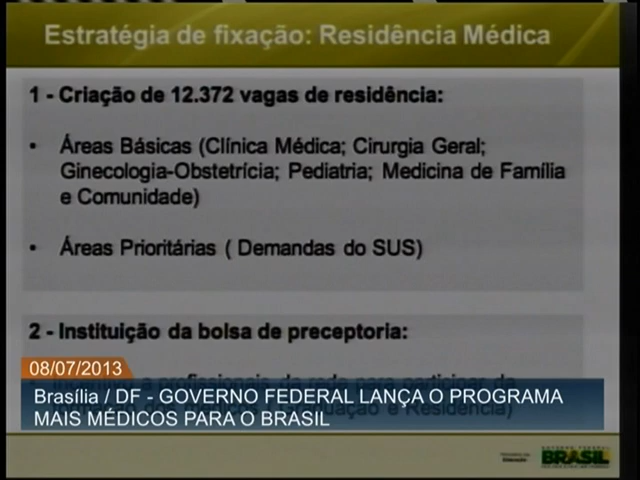 Estratégia de fixação: Residência Médica
1 - Criação de 12.372 vagas de residência:
• Áreas Básicas (Clínica Médica; Cirurgia Geral;
Ginecologia-Obstetrícia; Pediatria; Medicina de Família
e Comunidade)
• Áreas Prioritárias ( Demandas do SUS)
2 - Instituição da bolsa de preceptoria:
08/07/2013
Brasília / DF - GOVERNO FEDERAL LANÇA O PROGRAMA
MAIS MÉDICOS PARA O BRASIL
BRASIL